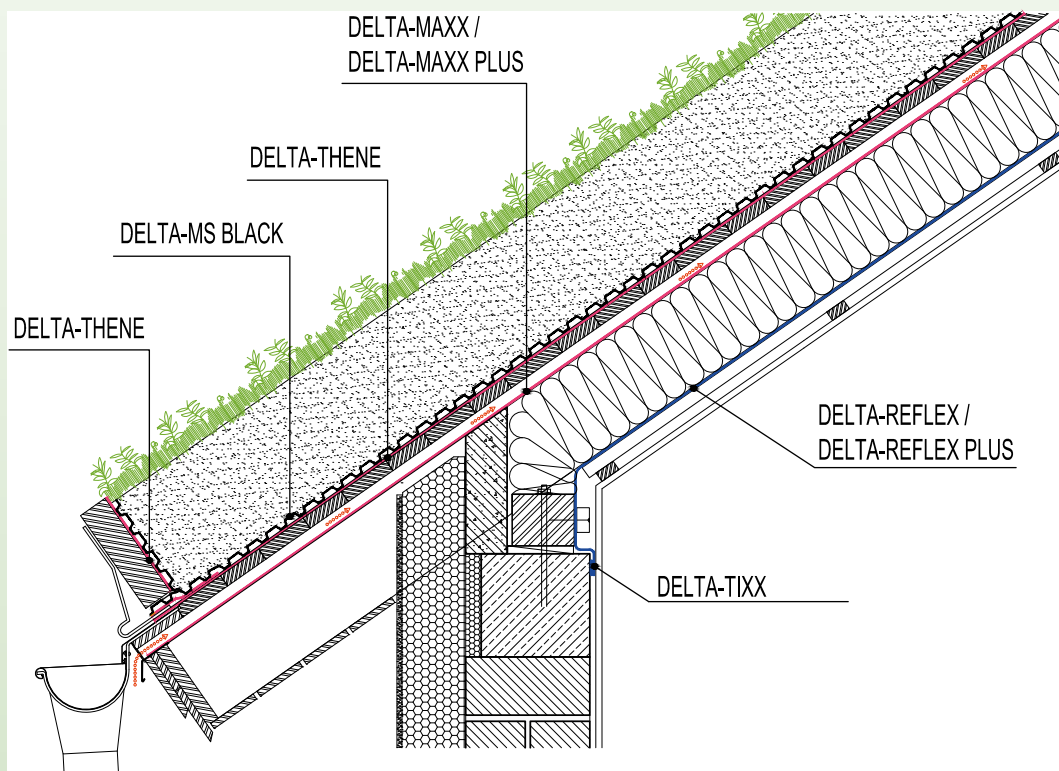 DELTA-MAXX /
DELTA-MAXX PLUS
DELTA-THENE
DELTA-MS BLACK
DELTA-THENE
DELTA-REFLEX /
DELTA-REFLEX PLUS
DELTA-TIXX